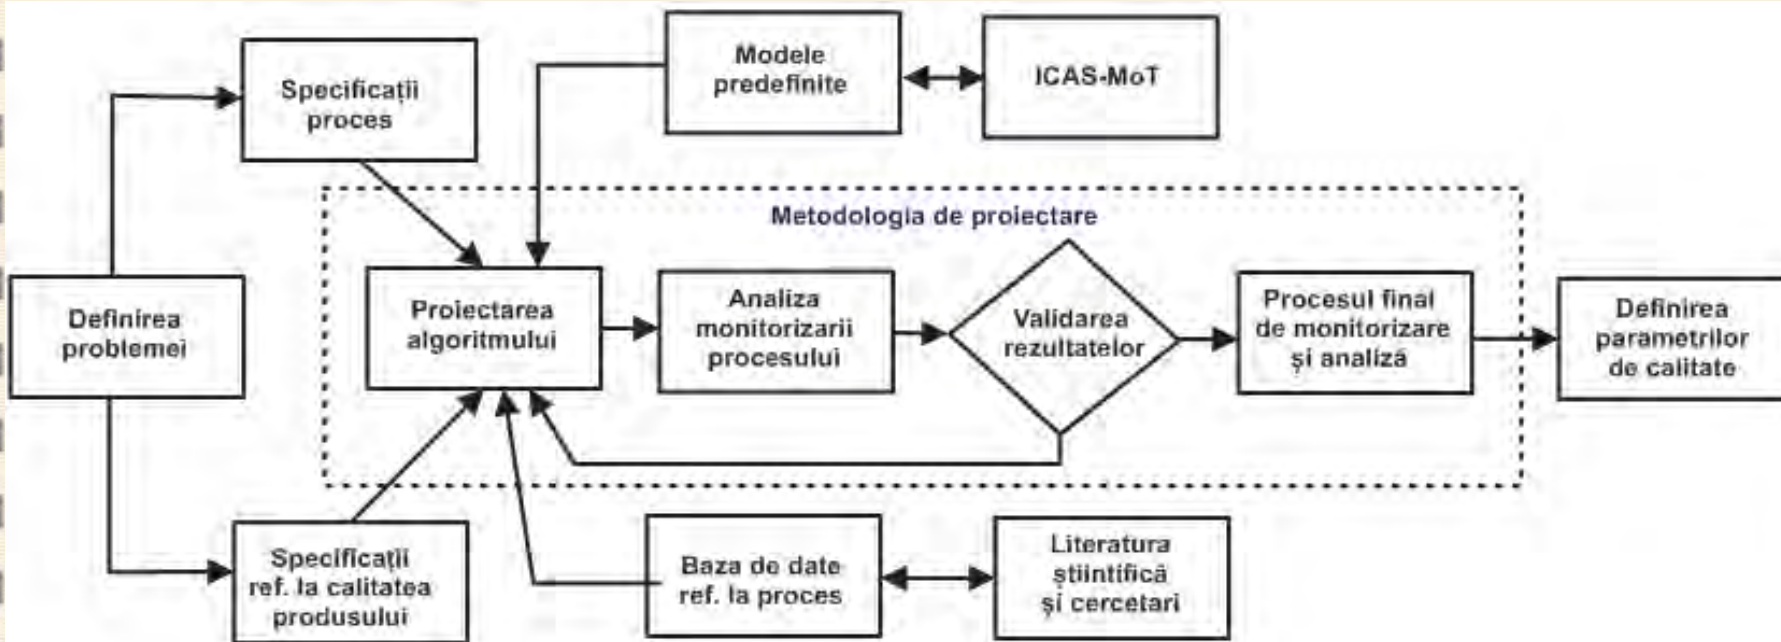 Specificații
proces
Modele
predefinite
ICAS-MoT
Metodologia de proiectare
Definirea
problemei
Proiectarea
algoritmului
Analiza
monitorizarii
procesului
Validarea
rezultatelor
Procesul final
de monitorizare
și analiză
Definirea
parametrilor
de calitate
Specificații
ref. la calitatea
produsului
Baza de date
ref. la proces
Literatura
științifică
și cercetari